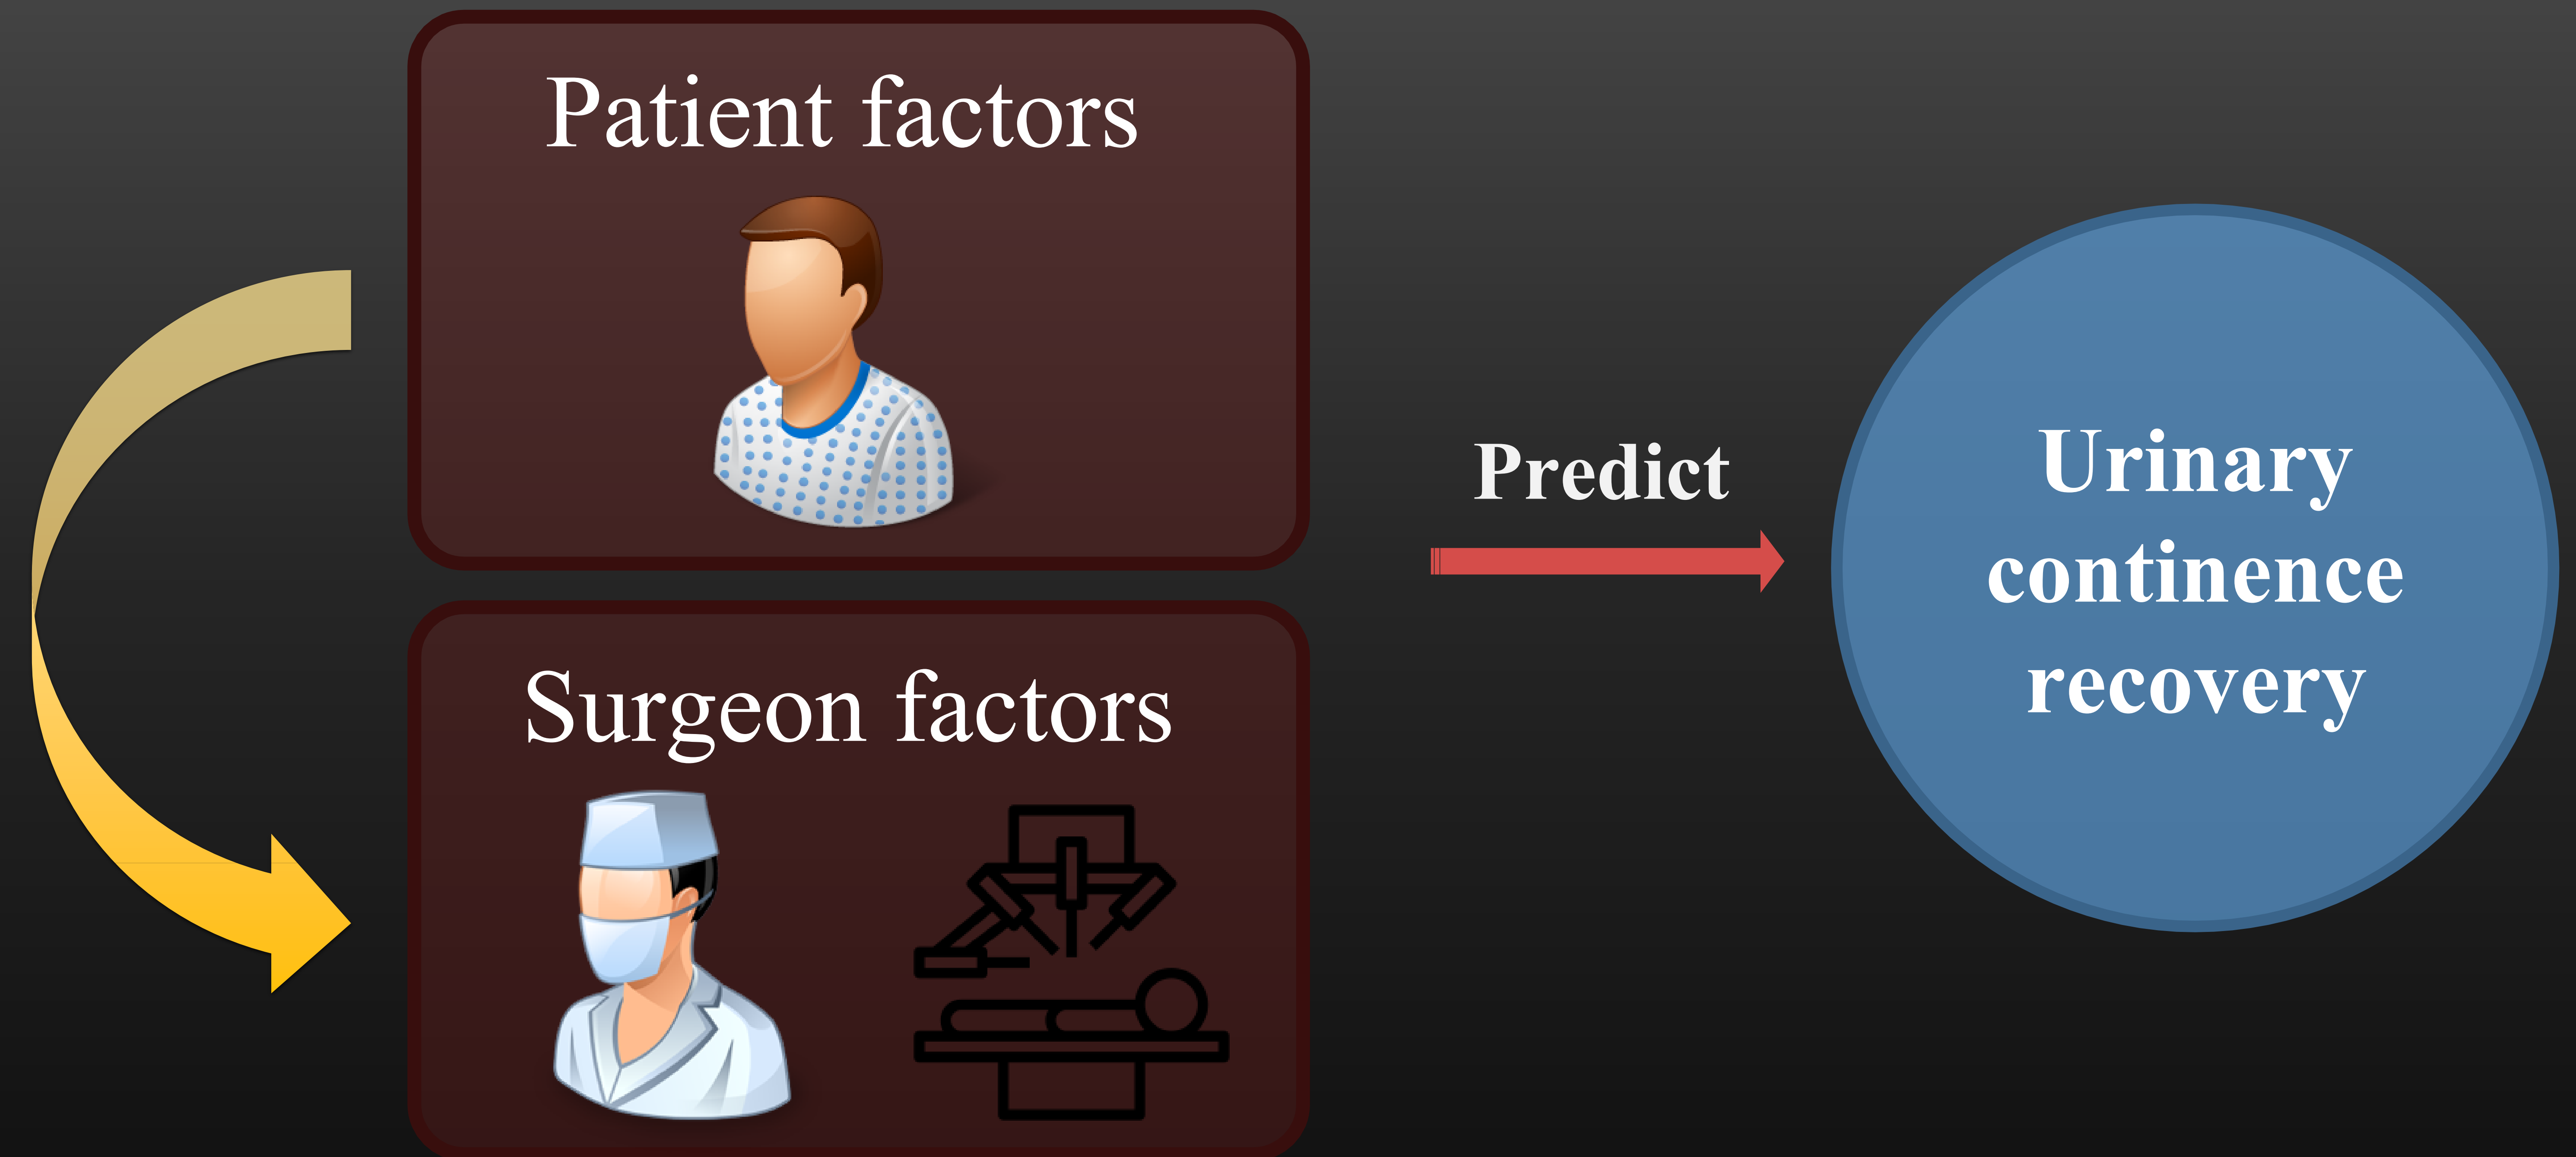 Patient factors
Surgeon factors
Predict
Urinary
continence
recovery